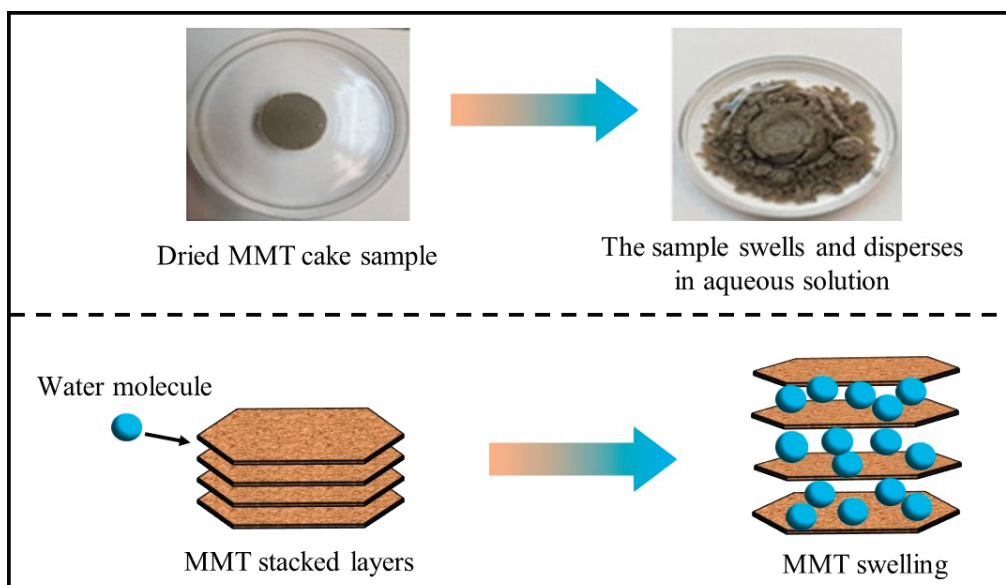 Dried MMT cake sample
The sample swells and disperses
in aqueous solution
Water molecule
MMT stacked layers
MMT swelling